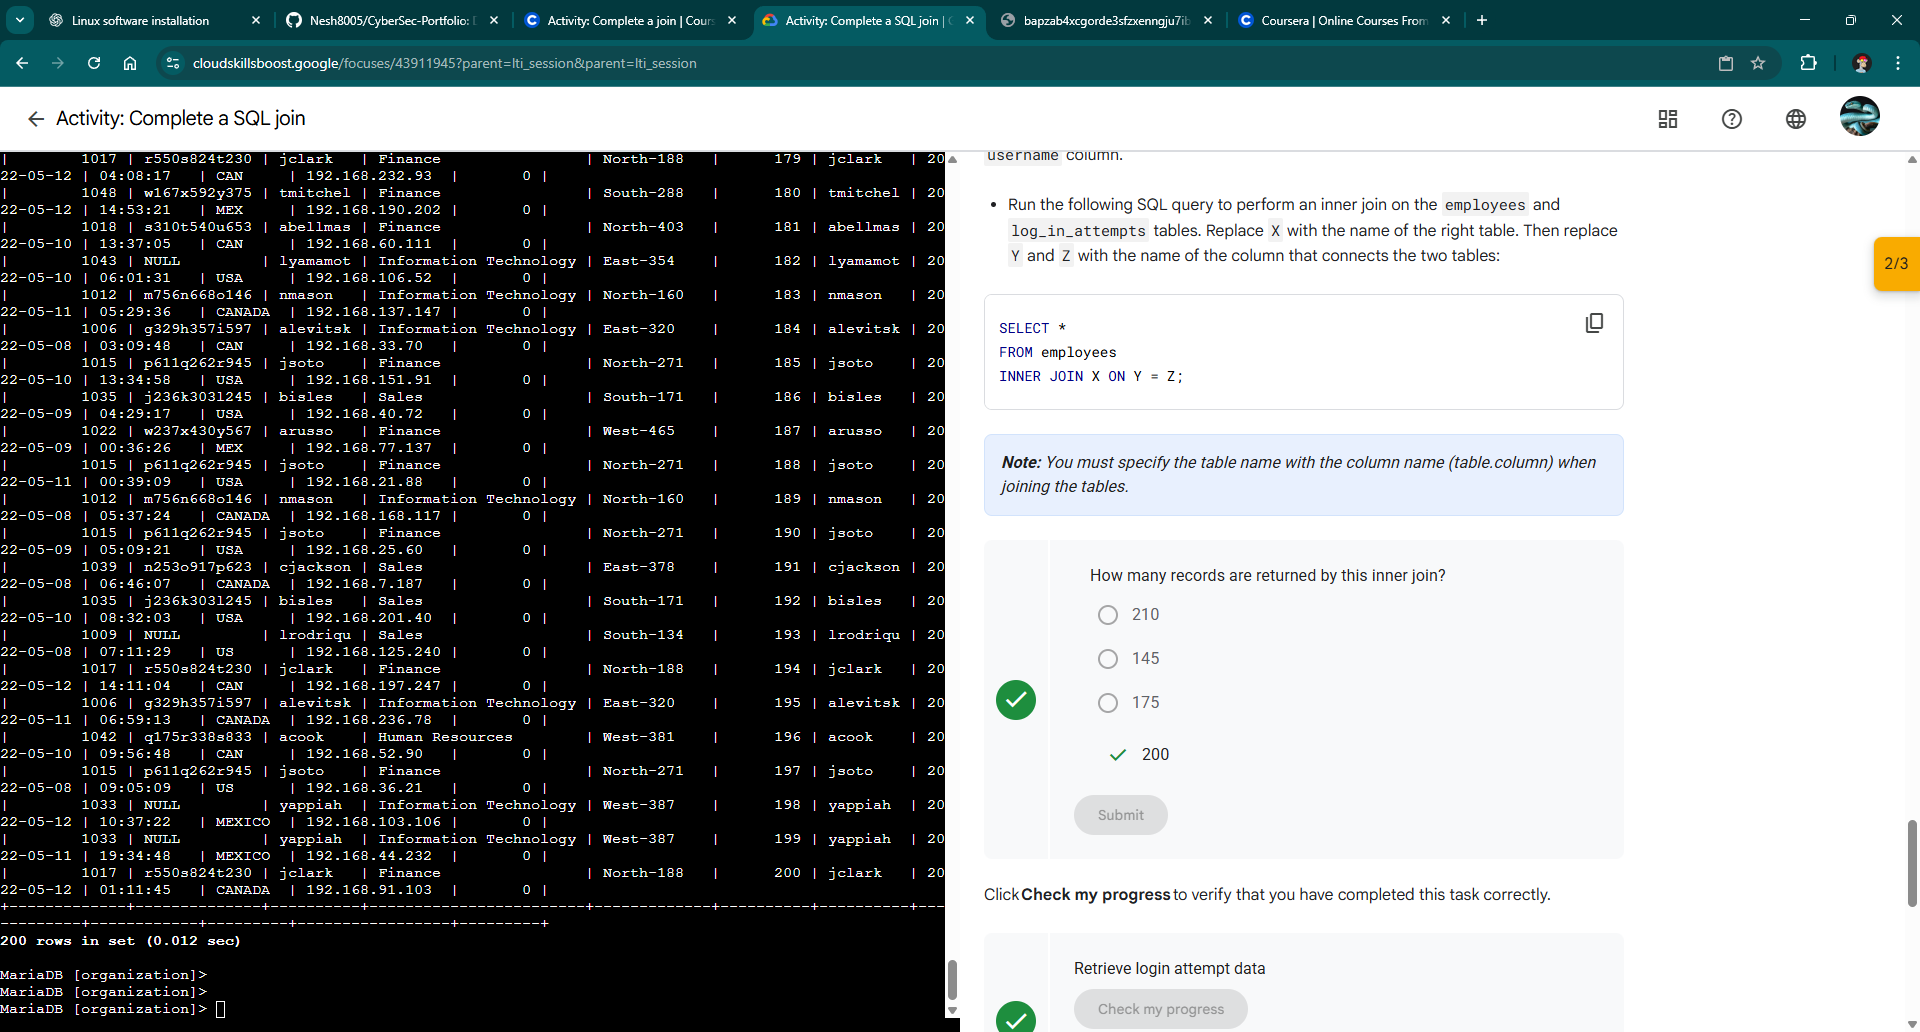 Linux software installation
Nesh8005/CyberSec-Portfolio: D
Activity: Complete a join | Cours
Activity: Complete a SQL join | G
bapzab4xcgorde3sfzxenngju7ib
Coursera | Online Courses From
cloudskillsboost.google/focuses/43911945?parent=lti_session&parent=lti_session
Activity: Complete a SQL join
| 1017 | r550s824t230 | jclark | Finance | North-188 | 179 | jclark | 20
22-05-12 | 04:08:17 | CAN | 192.168.232.93 | 0 |
| 1048 | w167x592y375 | tmitchel | Finance | South-288 | 180 | tmitchel | 20
22-05-12 | 14:53:21 | MEX | 192.168.190.202 | 0 |
| 1018 | s310t540u653 | abellmas | Finance | North-403 | 181 | abellmas | 20
22-05-10 | 13:37:05 | CAN | 192.168.60.111 | 0 |
| 1043 | NULL | lyamamot | Information Technology | East-354 | 182 | lyamamot | 20
22-05-10 | 06:01:31 | USA | 192.168.106.52 | 0 |
| 1012 | m756n668o146 | nmason | Information Technology | North-160 | 183 | nmason | 20
22-05-11 | 05:29:36 | CANADA | 192.168.137.147 | 0 |
| 1006 | g329h357i597 | alevitsk | Information Technology | East-320 | 184 | alevitsk | 20
22-05-08 | 03:09:48 | CAN | 192.168.33.70 | 0 |
| 1015 | p611q262r945 | jsoto | Finance | North-271 | 185 | jsoto | 20
22-05-10 | 13:34:58 | USA | 192.168.151.91 | 0 |
| 1035 | j236k303l245 | bisles | Sales | South-171 | 186 | bisles | 20
22-05-09 | 04:29:17 | USA | 192.168.40.72 | 0 |
| 1022 | w237x430y567 | arusso | Finance | West-465 | 187 | arusso | 20
22-05-09 | 00:36:26 | MEX | 192.168.77.137 | 0 |
| 1015 | p611q262r945 | jsoto | Finance | North-271 | 188 | jsoto | 20
22-05-11 | 00:39:09 | USA | 192.168.21.88 | 0 |
| 1012 | m756n668o146 | nmason | Information Technology | North-160 | 189 | nmason | 20
22-05-08 | 05:37:24 | CANADA | 192.168.168.117 | 0 |
| 1015 | p611q262r945 | jsoto | Finance | North-271 | 190 | jsoto | 20
22-05-09 | 05:09:21 | USA | 192.168.25.60 | 0 |
| 1039 | n253o917p623 | cjackson | Sales | East-378 | 191 | cjackson | 20
22-05-08 | 06:46:07 | CANADA | 192.168.7.187 | 0 |
| 1035 | j236k303l245 | bisles | Sales | South-171 | 192 | bisles | 20
22-05-10 | 08:32:03 | USA | 192.168.201.40 | 0 |
| 1009 | NULL | lrodriqu | Sales | South-134 | 193 | lrodriqu | 20
22-05-08 | 07:11:29 | US | 192.168.125.240 | 0 |
| 1017 | r550s824t230 | jclark | Finance | North-188 | 194 | jclark | 20
22-05-12 | 14:11:04 | CAN | 192.168.197.247 | 0 |
| 1006 | g329h357i597 | alevitsk | Information Technology | East-320 | 195 | alevitsk | 20
22-05-11 | 06:59:13 | CANADA | 192.168.236.78 | 0 |
| 1042 | q175r338s833 | acook | Human Resources | West-381 | 196 | acook | 20
22-05-10 | 09:56:48 | CAN | 192.168.52.90 | 0 |
| 1015 | p611q262r945 | jsoto | Finance | North-271 | 197 | jsoto | 20
22-05-08 | 09:05:09 | US | 192.168.36.21 | 0 |
| 1033 | NULL | yappiah | Information Technology | West-387 | 198 | yappiah | 20
22-05-12 | 10:37:22 | MEXICO | 192.168.103.106 | 0 |
| 1033 | NULL | yappiah | Information Technology | West-387 | 199 | yappiah | 20
22-05-11 | 19:34:48 | MEXICO | 192.168.44.232 | 0 |
| 1017 | r550s824t230 | jclark | Finance | North-188 | 200 | jclark | 20
22-05-12 | 01:11:45 | CANADA | 192.168.91.103 | 0 |
200 rows in set (0.012 sec)
MariaDB [organization]>
MariaDB [organization]>
MariaDB [organization]>
username column.
• Run the following SQL query to perform an inner join on the employees and
log_in_attempts tables. Replace X with the name of the right table. Then replace
Y and Z with the name of the column that connects the two tables:
2/3
SELECT *
FROM employees
INNER JOIN X ON Y = Z;
Note: You must specify the table name with the column name (table.column) when
joining the tables.
How many records are returned by this inner join?
210
145
175
200
Submit
Click Check my progress to verify that you have completed this task correctly.
Retrieve login attempt data
Check my progress